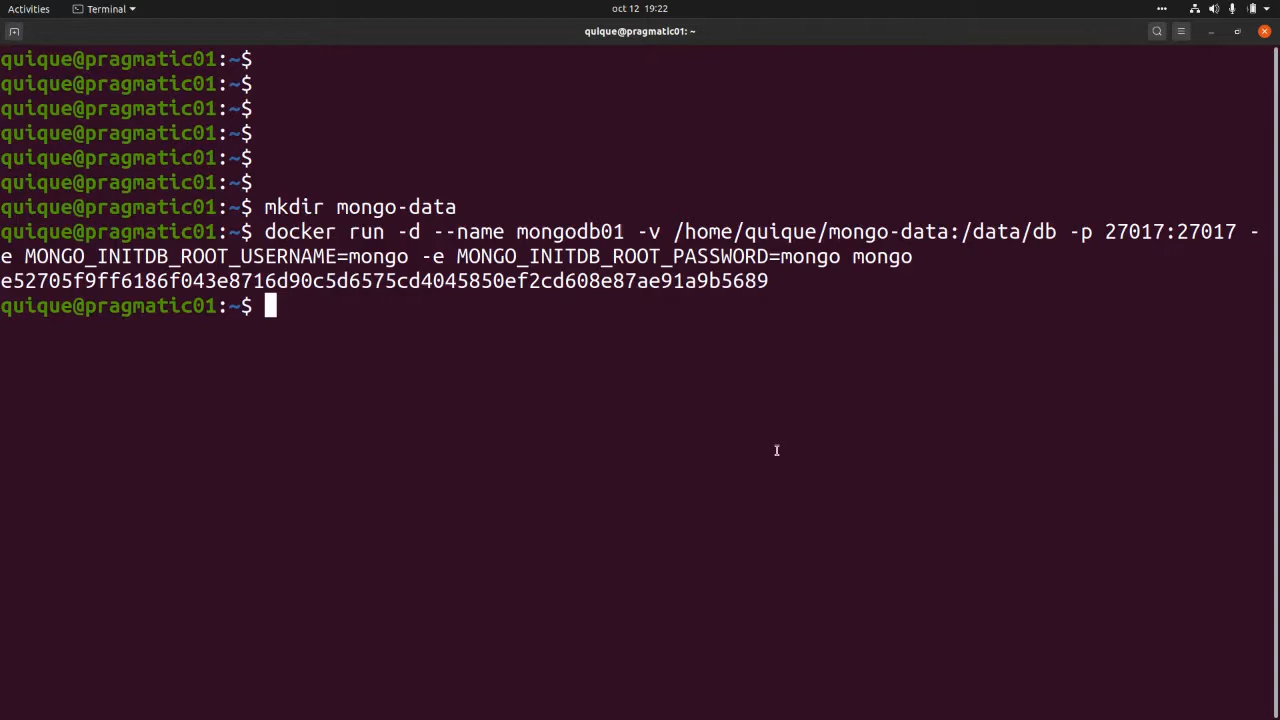 Activities Terminal oct 12 19:22
quique@pragmatic01: ~
quique@pragmatic01:~$
quique@pragmatic01:~$
quique@pragmatic01:~$
quique@pragmatic01:~$
quique@pragmatic01:~$
quique@pragmatic01:~$
quique@pragmatic01:~$ mkdir mongo-data
quique@pragmatic01:~$ docker run -d --name mongodb01 -v /home/quique/mongo-data:/data/db -p 27017:27017 -
e MONGO_INITDB_ROOT_USERNAME=mongo -e MONGO_INITDB_ROOT_PASSWORD=mongo mongo
e52705f9ff6186f043e8716d90c5d6575cd4045850ef2cd608e87ae91a9b5689
quique@pragmatic01:~$